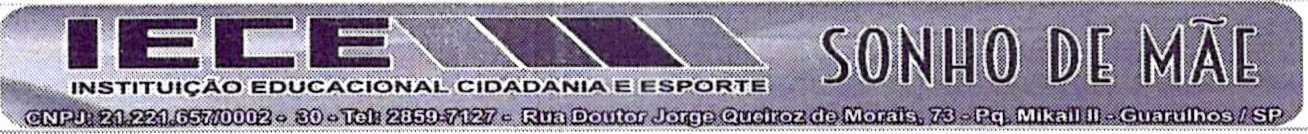 IECE SONHO DE MÃE
INSTITUIÇÃO EDUCACIONAL CIDADANIA E ESPORTE
CNPJ: 21.221.657/0002 - 30 - Tel: 2859-7127 - Rua Doutor Jorge Queiroz de Morais, 73 - Pq. Mikail II - Guarulhos / SP